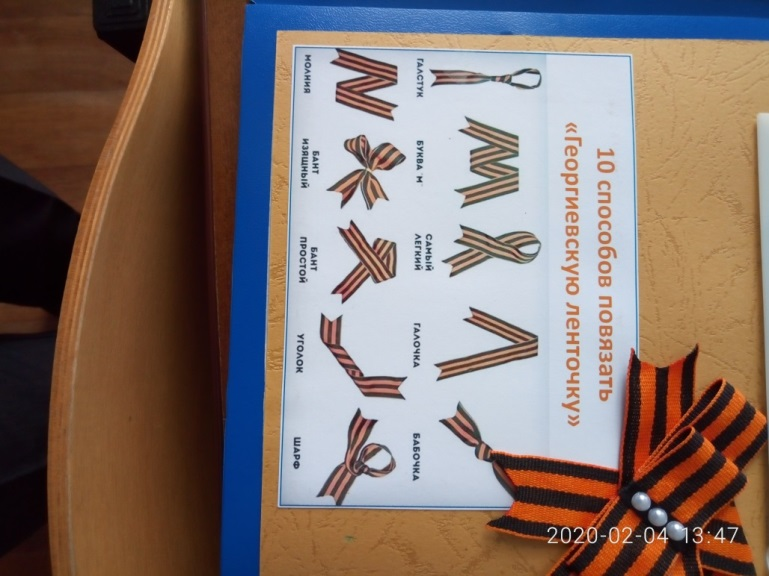 10 способов повязать
«Георгиевскую ленточку»
ГАЛСТУК
БУКВА "М"
САМЫЙ
ЛЕГКИЙ
ГАЛОЧКА
БАБОЧКА
МОЛНИЯ
БАНТ
ИЗЯЩНЫЙ
БАНТ
ПРОСТОЙ
УГОЛОК
ШАРФ
2020-02-04 13:47